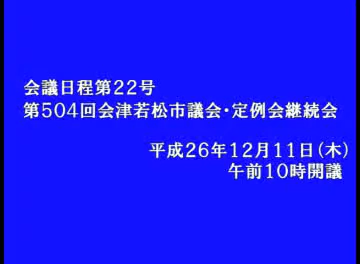 会議日程第22号
第504回会津若松市議会・定例会継続会
平成26年12月11日(木)
午前10時開議